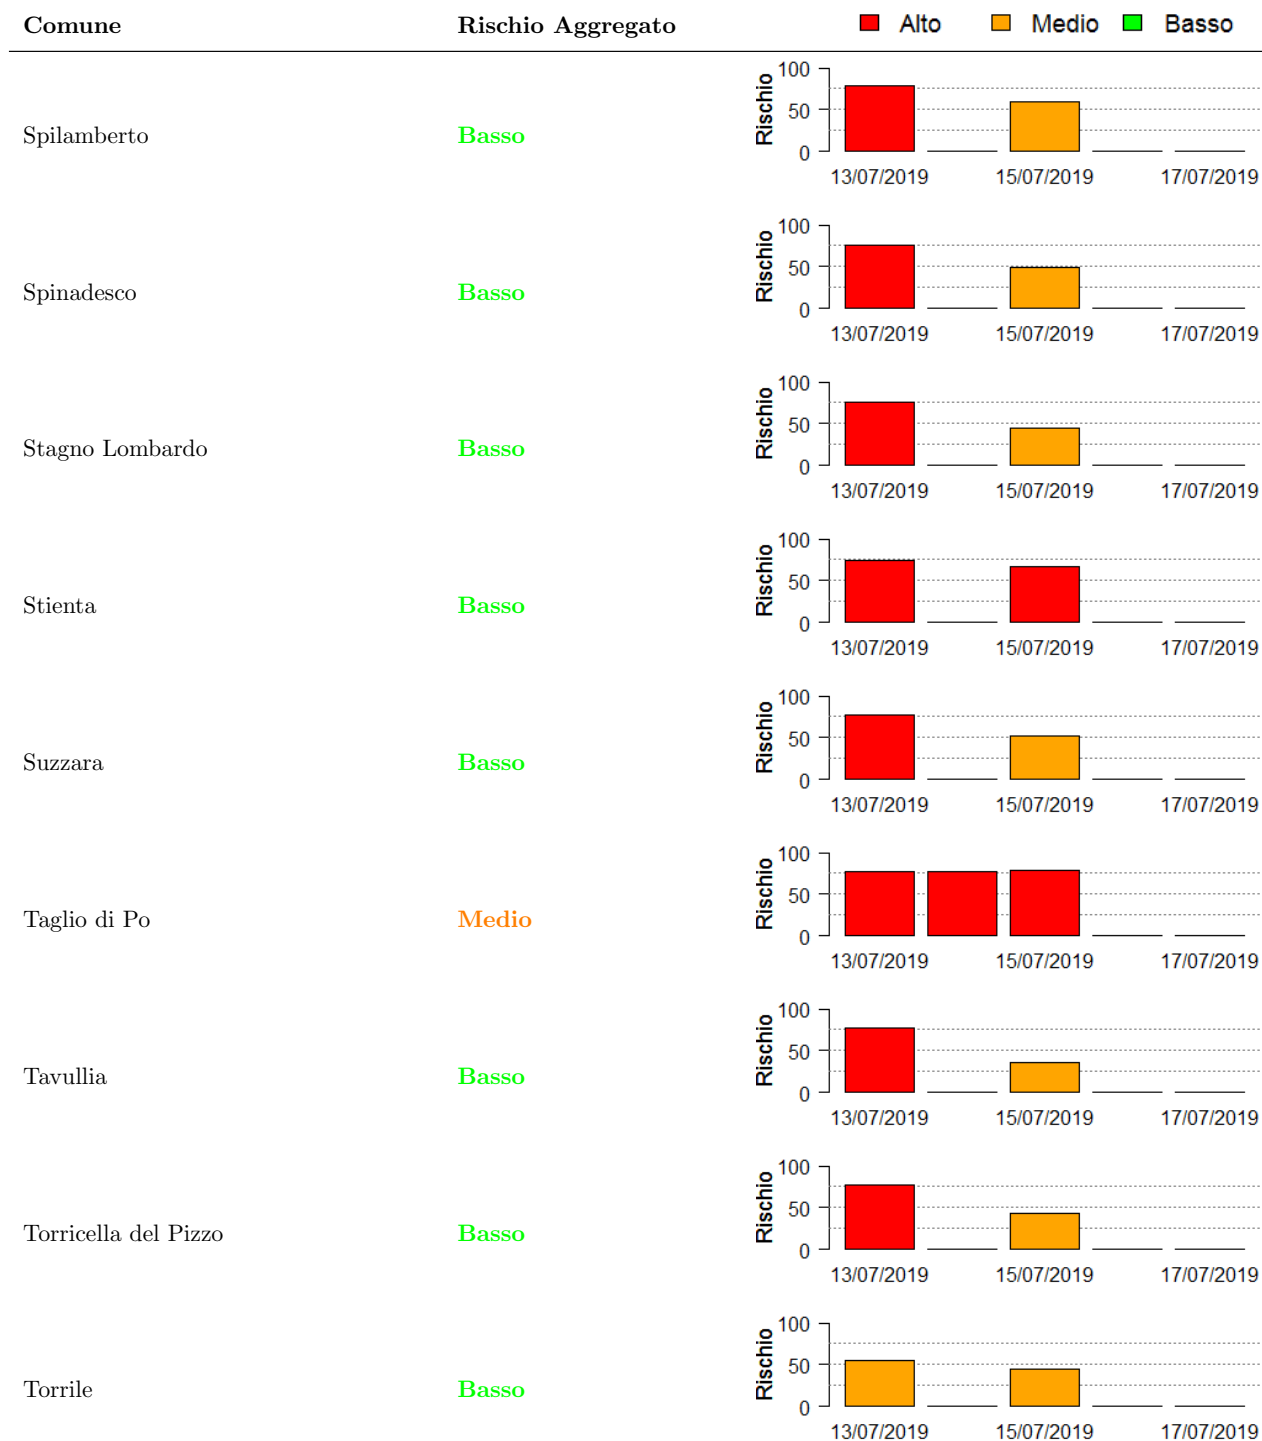 Comune Rischio Aggregato Alto Medio Basso
100
50
0
Rischio
Spilamberto Basso
13/07/2019 15/07/2019 17/07/2019
100
50
0
Rischio
Spinadesco Basso
13/07/2019 15/07/2019 17/07/2019
100
50
0
Rischio
Stagno Lombardo Basso
13/07/2019 15/07/2019 17/07/2019
100
50
0
Rischio
Stienta Basso
13/07/2019 15/07/2019 17/07/2019
100
50
0
Rischio
Suzzara Basso
13/07/2019 15/07/2019 17/07/2019
100
50
0
Rischio
Taglio di Po Medio
13/07/2019 15/07/2019 17/07/2019
100
50
0
Rischio
Tavullia Basso
13/07/2019 15/07/2019 17/07/2019
100
50
0
Rischio
Torricella del Pizzo Basso
13/07/2019 15/07/2019 17/07/2019
100
50
0
Rischio
Torrile Basso
13/07/2019 15/07/2019 17/07/2019